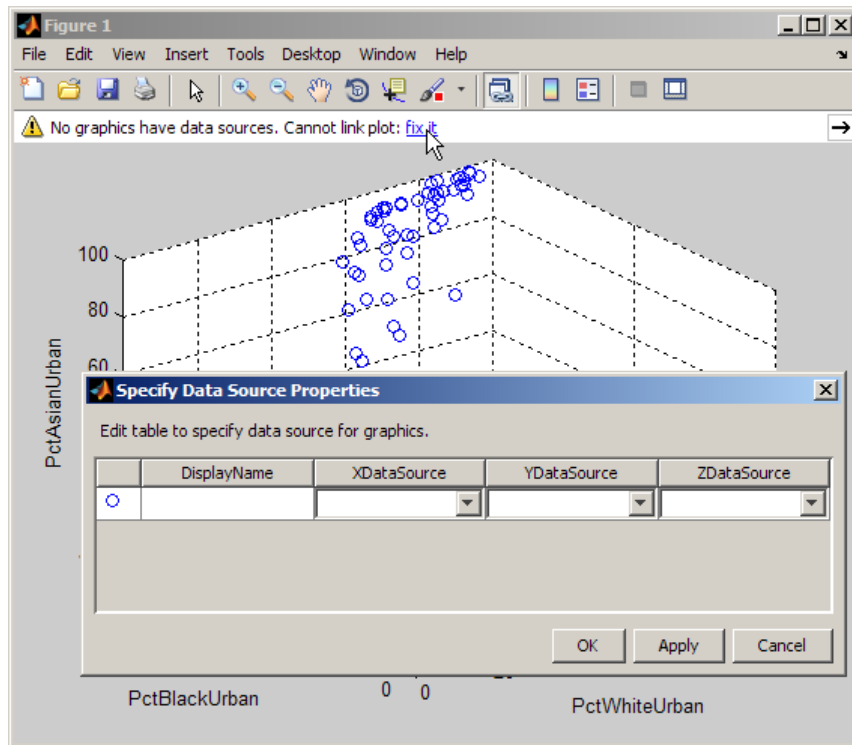 Figure 1
File Edit View Insert Tools Desktop Window Help
No graphics have data sources. Cannot link plot: fix it
100
80
60
PctAsianUrban
Specify Data Source Properties
Edit table to specify data source for graphics.
DisplayName XDataSource YDataSource ZDataSource
OK Apply Cancel
PctBlackUrban
0 0
PctWhiteUrban